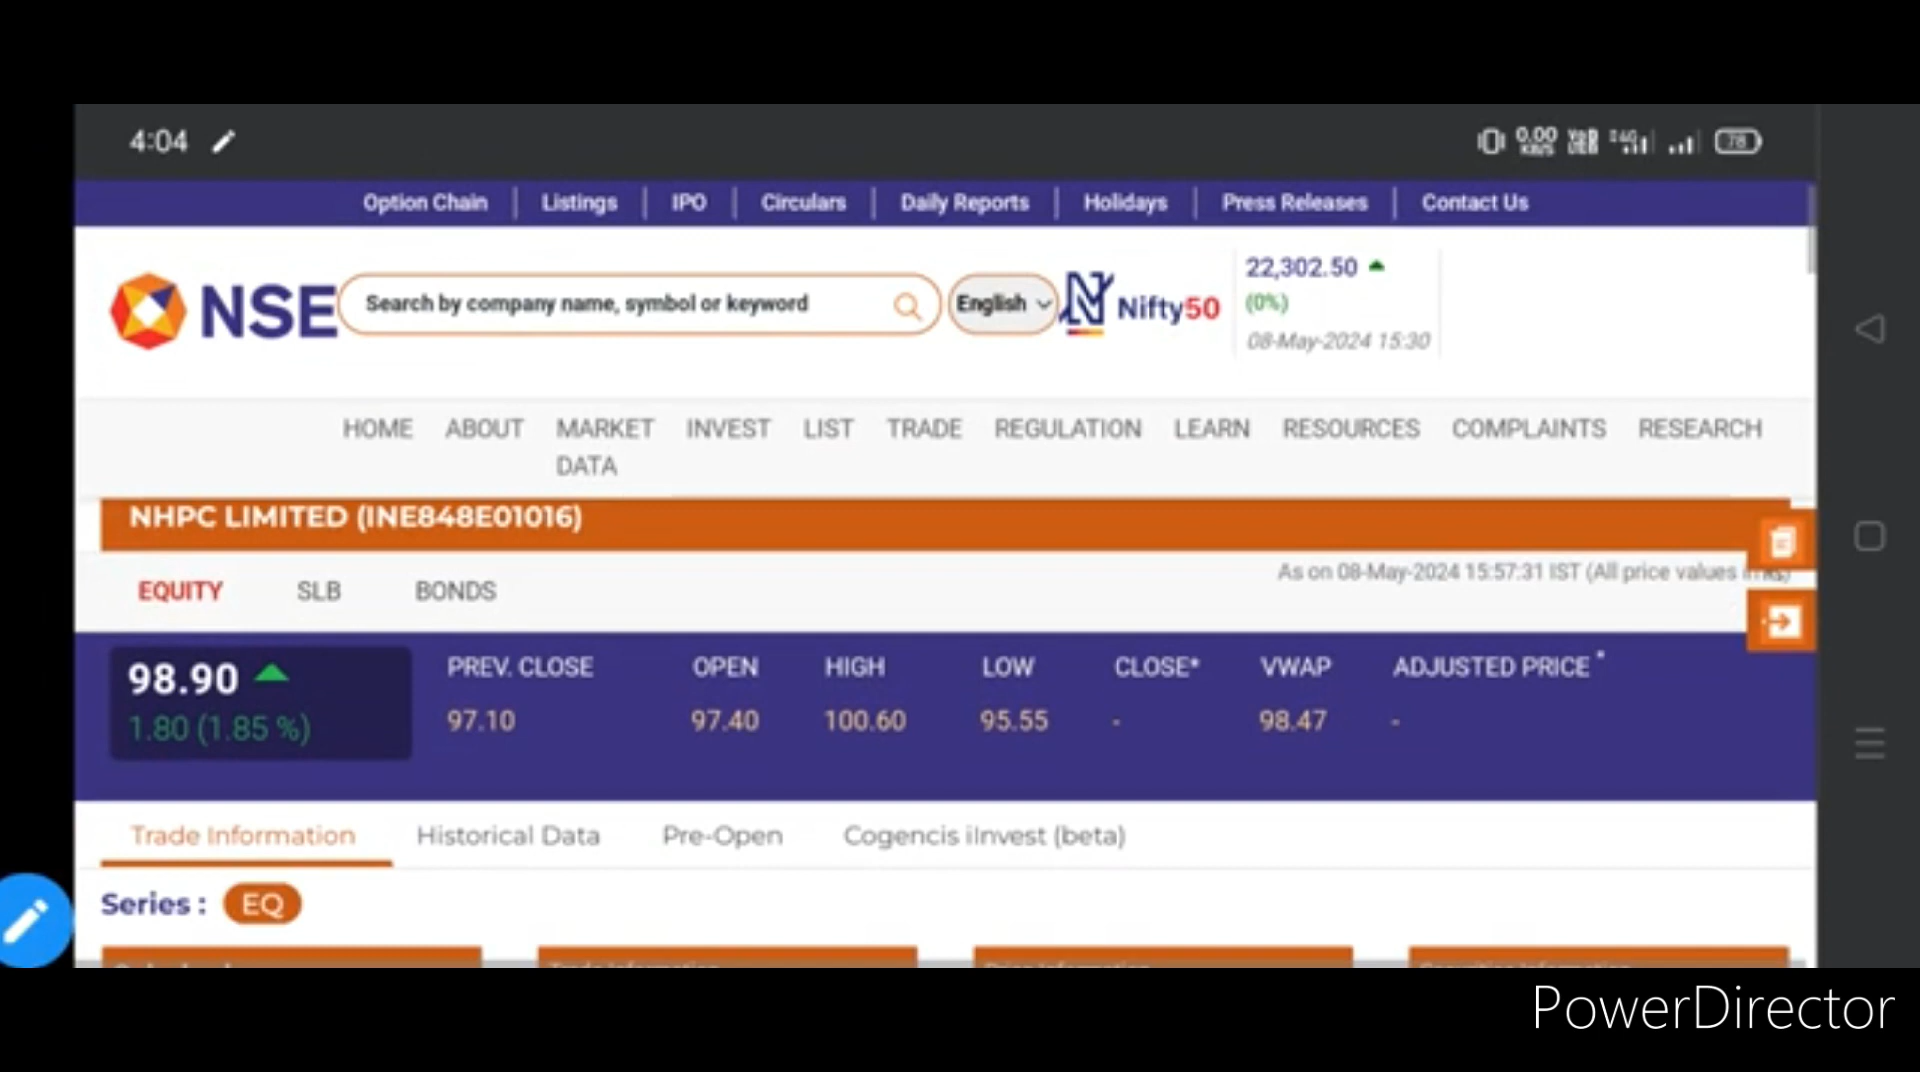 4:04
0.00 KB/S
4G
78
Option Chain Listings IPO Circulars Daily Reports Holidays Press Releases Contact Us
NSE
Search by company name, symbol or keyword
English
Nifty50
22,302.50
(0%)
08-May-2024 15:30
HOME ABOUT MARKET DATA INVEST LIST TRADE REGULATION LEARN RESOURCES COMPLAINTS RESEARCH
NHPC LIMITED (INE848E01016)
As on 08-May-2024 15:57:31 IST (All price values
EQUITY SLB BONDS
98.90
1.80 (1.85 %)
PREV. CLOSE OPEN HIGH LOW CLOSE* VWAP ADJUSTED PRICE *
97.10 97.40 100.60 95.55 - 98.47 -
Trade Information Historical Data Pre-Open Cogencis iInvest (beta)
Series : EQ
PowerDirector